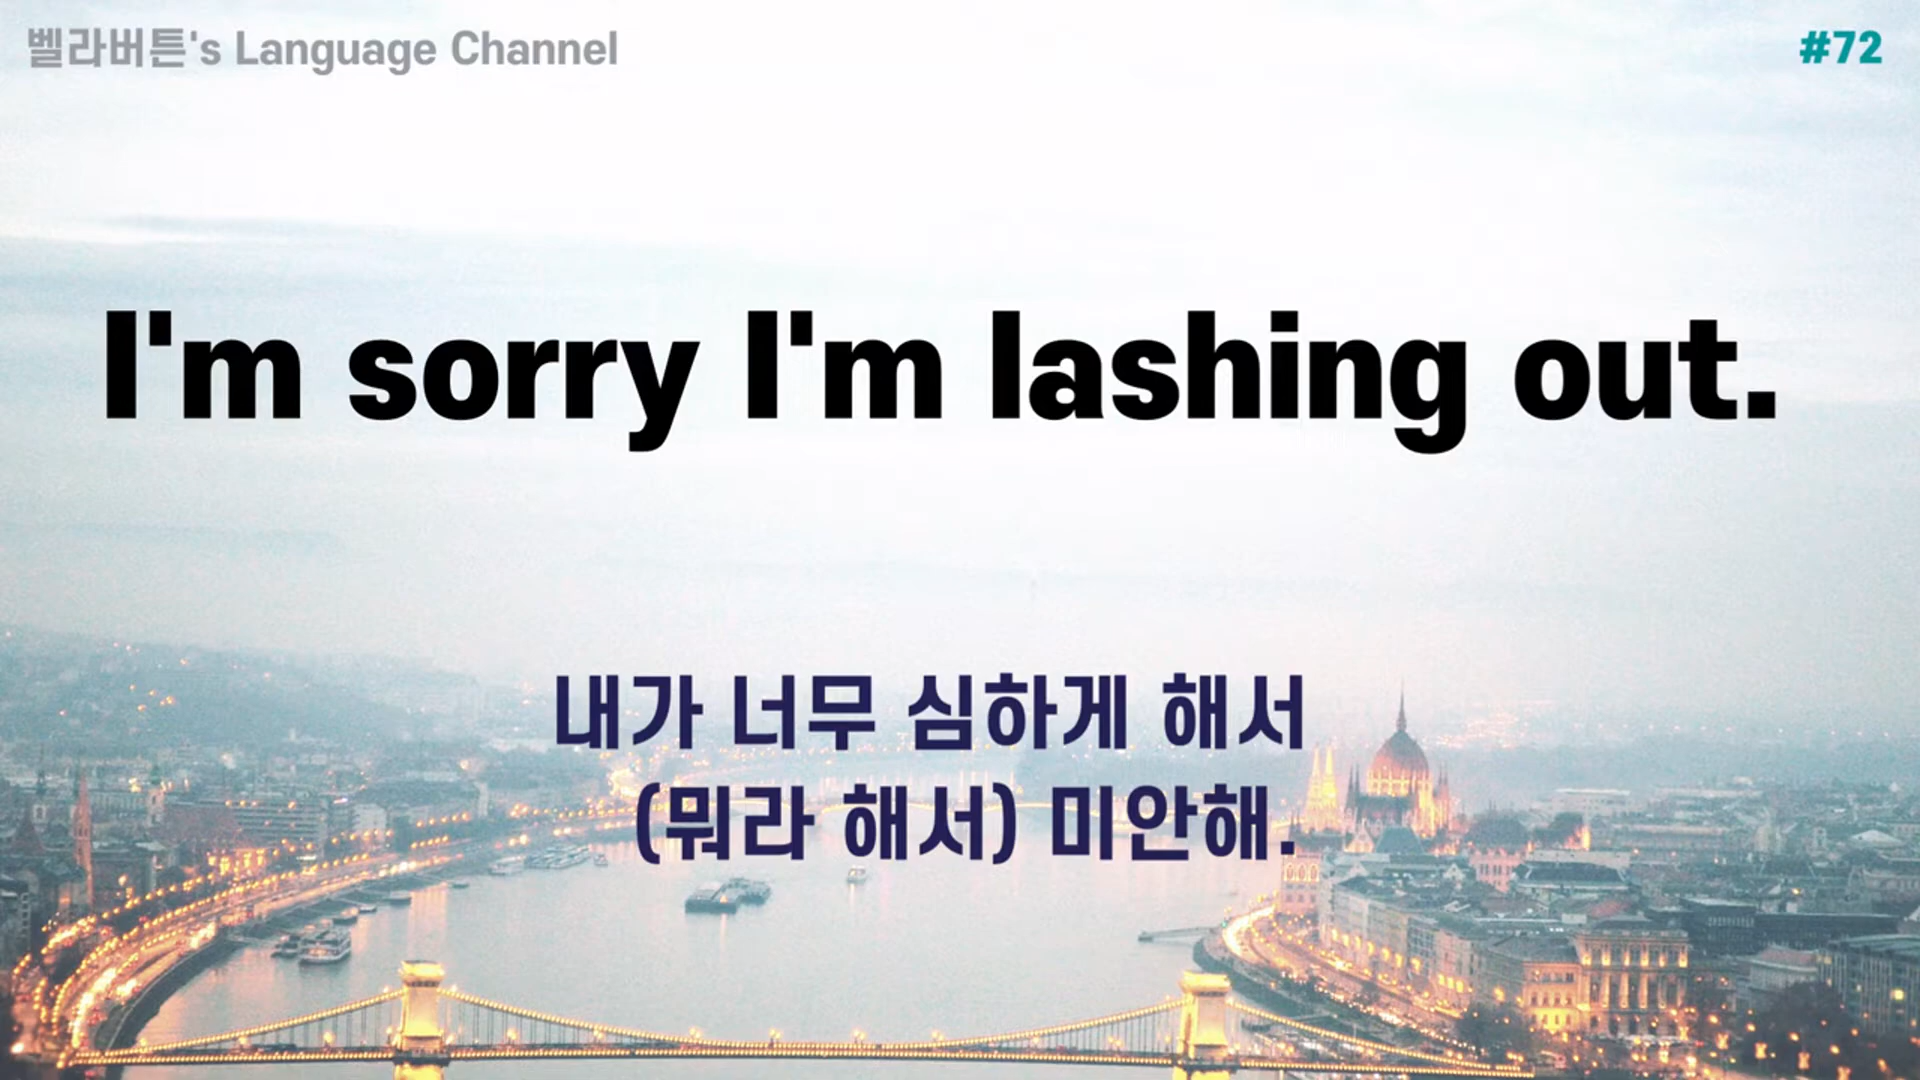 벨라버튼's Language Channel
#72
I'm sorry I'm lashing out.
내가 너무 심하게 해서
(뭐라 해서) 미안해.